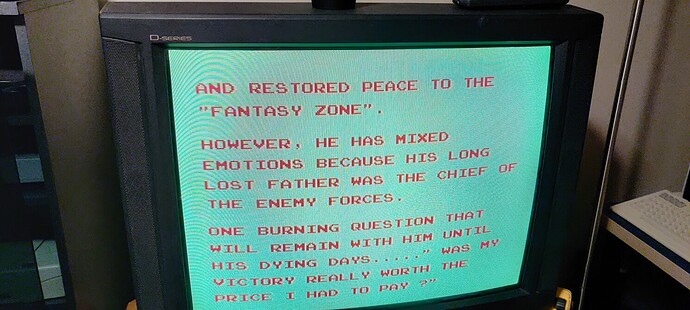 D-SERIES
AND RESTORED PEACE TO THE
"FANTASY ZONE".
HOWEVER, HE HAS MIXED
EMOTIONS BECAUSE HIS LONG
LOST FATHER WAS THE CHIEF OF
THE ENEMY FORCES.
ONE BURNING QUESTION THAT
WILL REMAIN WITH HIM UNTIL
HIS DYING DAYS....." WAS MY
VICTORY REALLY WORTH THE
PRICE I HAD TO PAY ?"